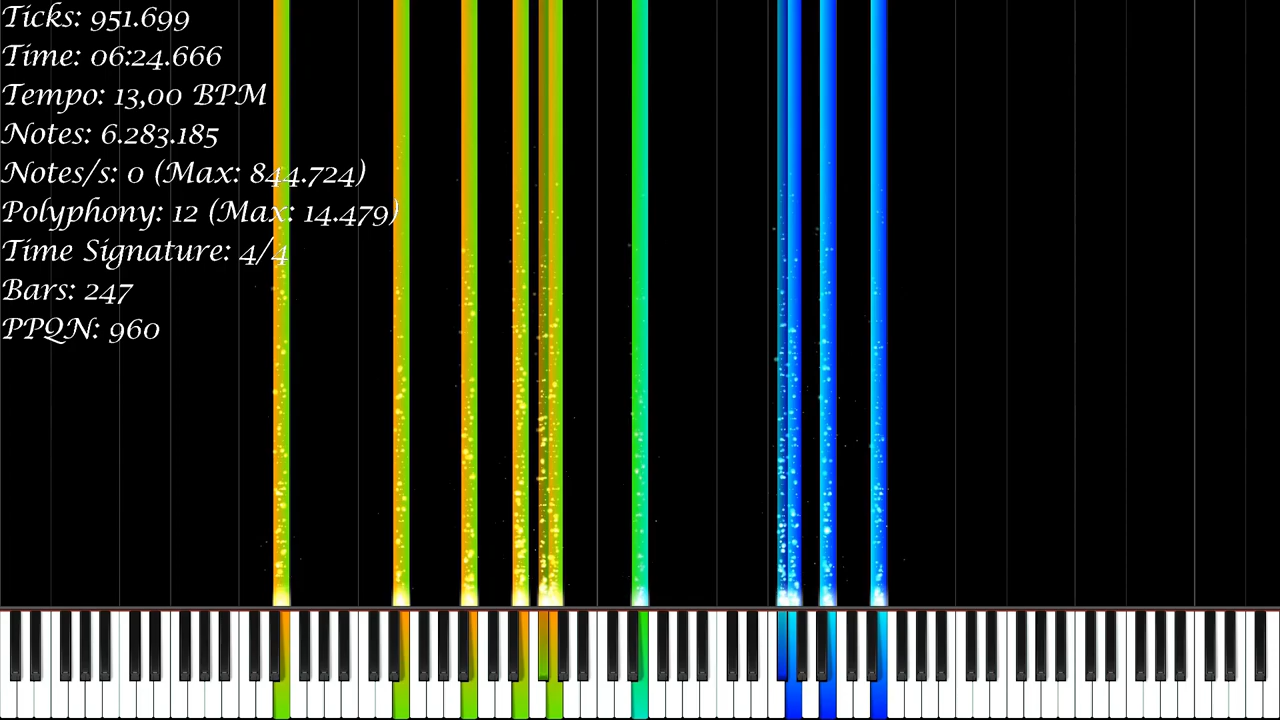 Ticks: 951.699
Time: 06:24.666
Tempo: 13,00 BPM
Notes: 6.283.185
Notes/s: 0 (Max: 844.724)
Polyphony: 12 (Max: 14.479)
Time Signature: 4/4
Bars: 247
PPQN: 960